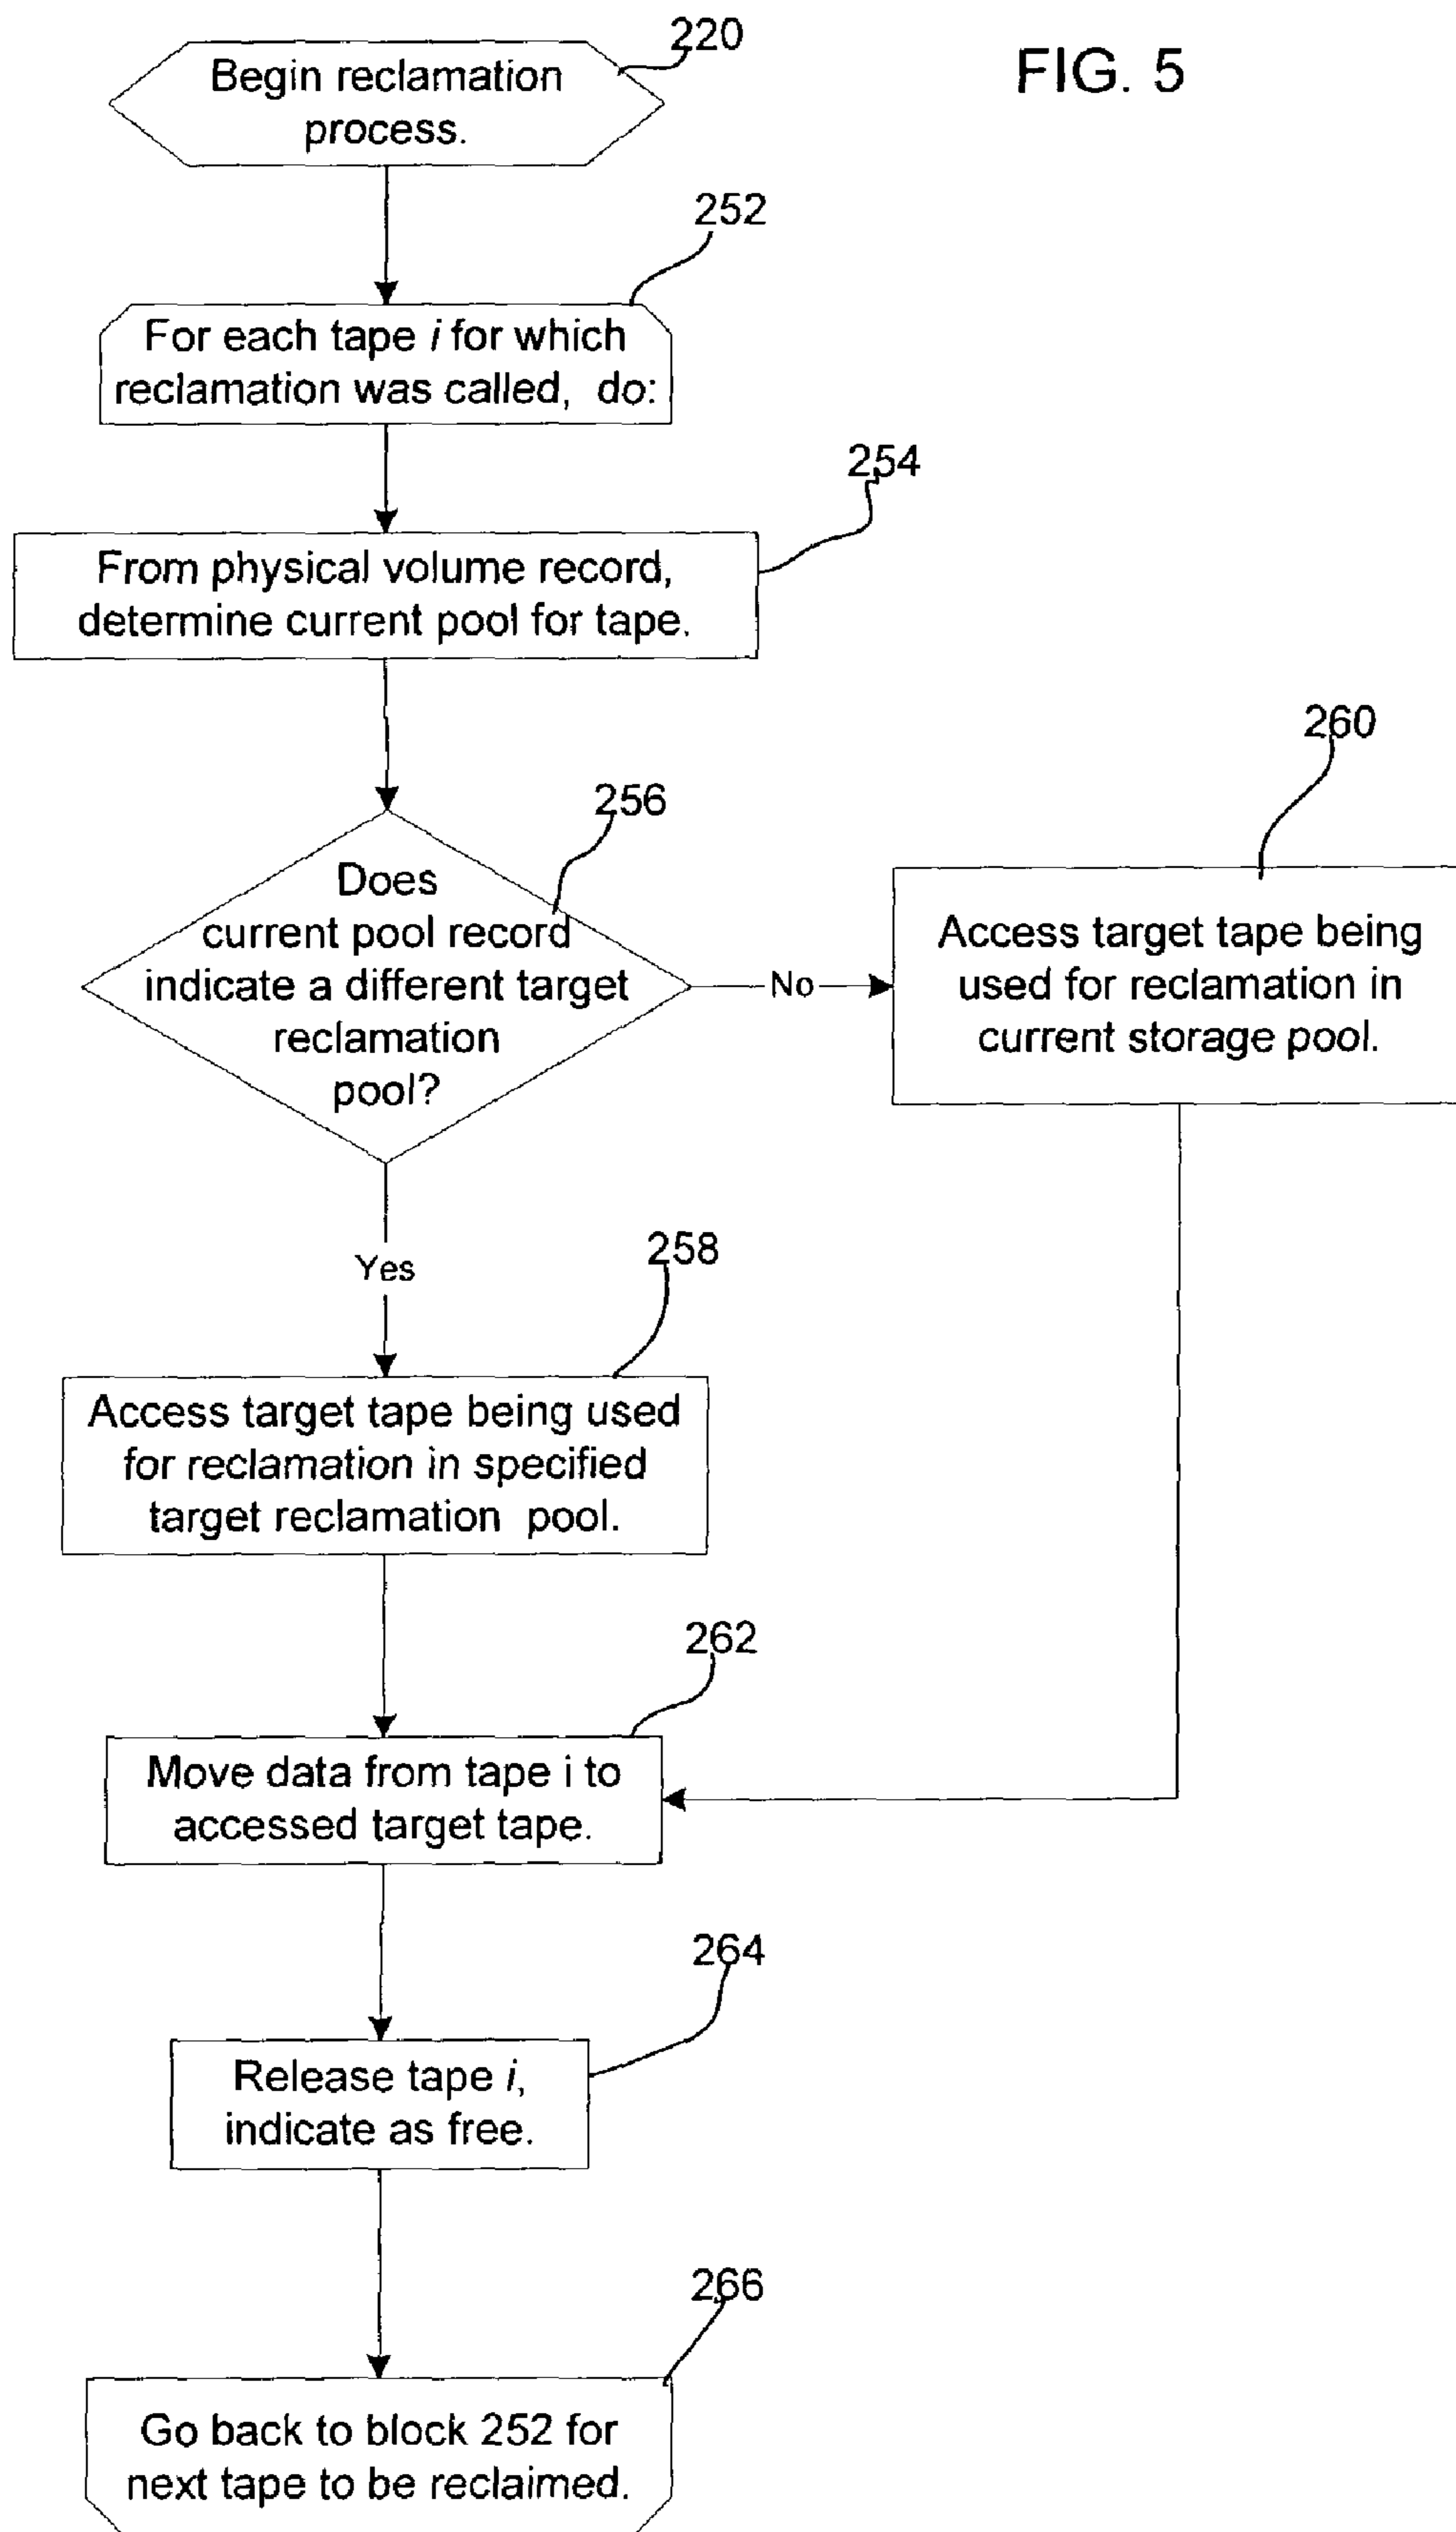 FIG. 5
220
Begin reclamation
process.
252
For each tape i for which
reclamation was called, do:
254
From physical volume record,
determine current pool for tape.
256
Does
current pool record
indicate a different target
reclamation
pool?
No
260
Access target tape being
used for reclamation in
current storage pool.
Yes
258
Access target tape being used
for reclamation in specified
target reclamation pool.
262
Move data from tape i to
accessed target tape.
264
Release tape i,
indicate as free.
266
Go back to block 252 for
next tape to be reclaimed.